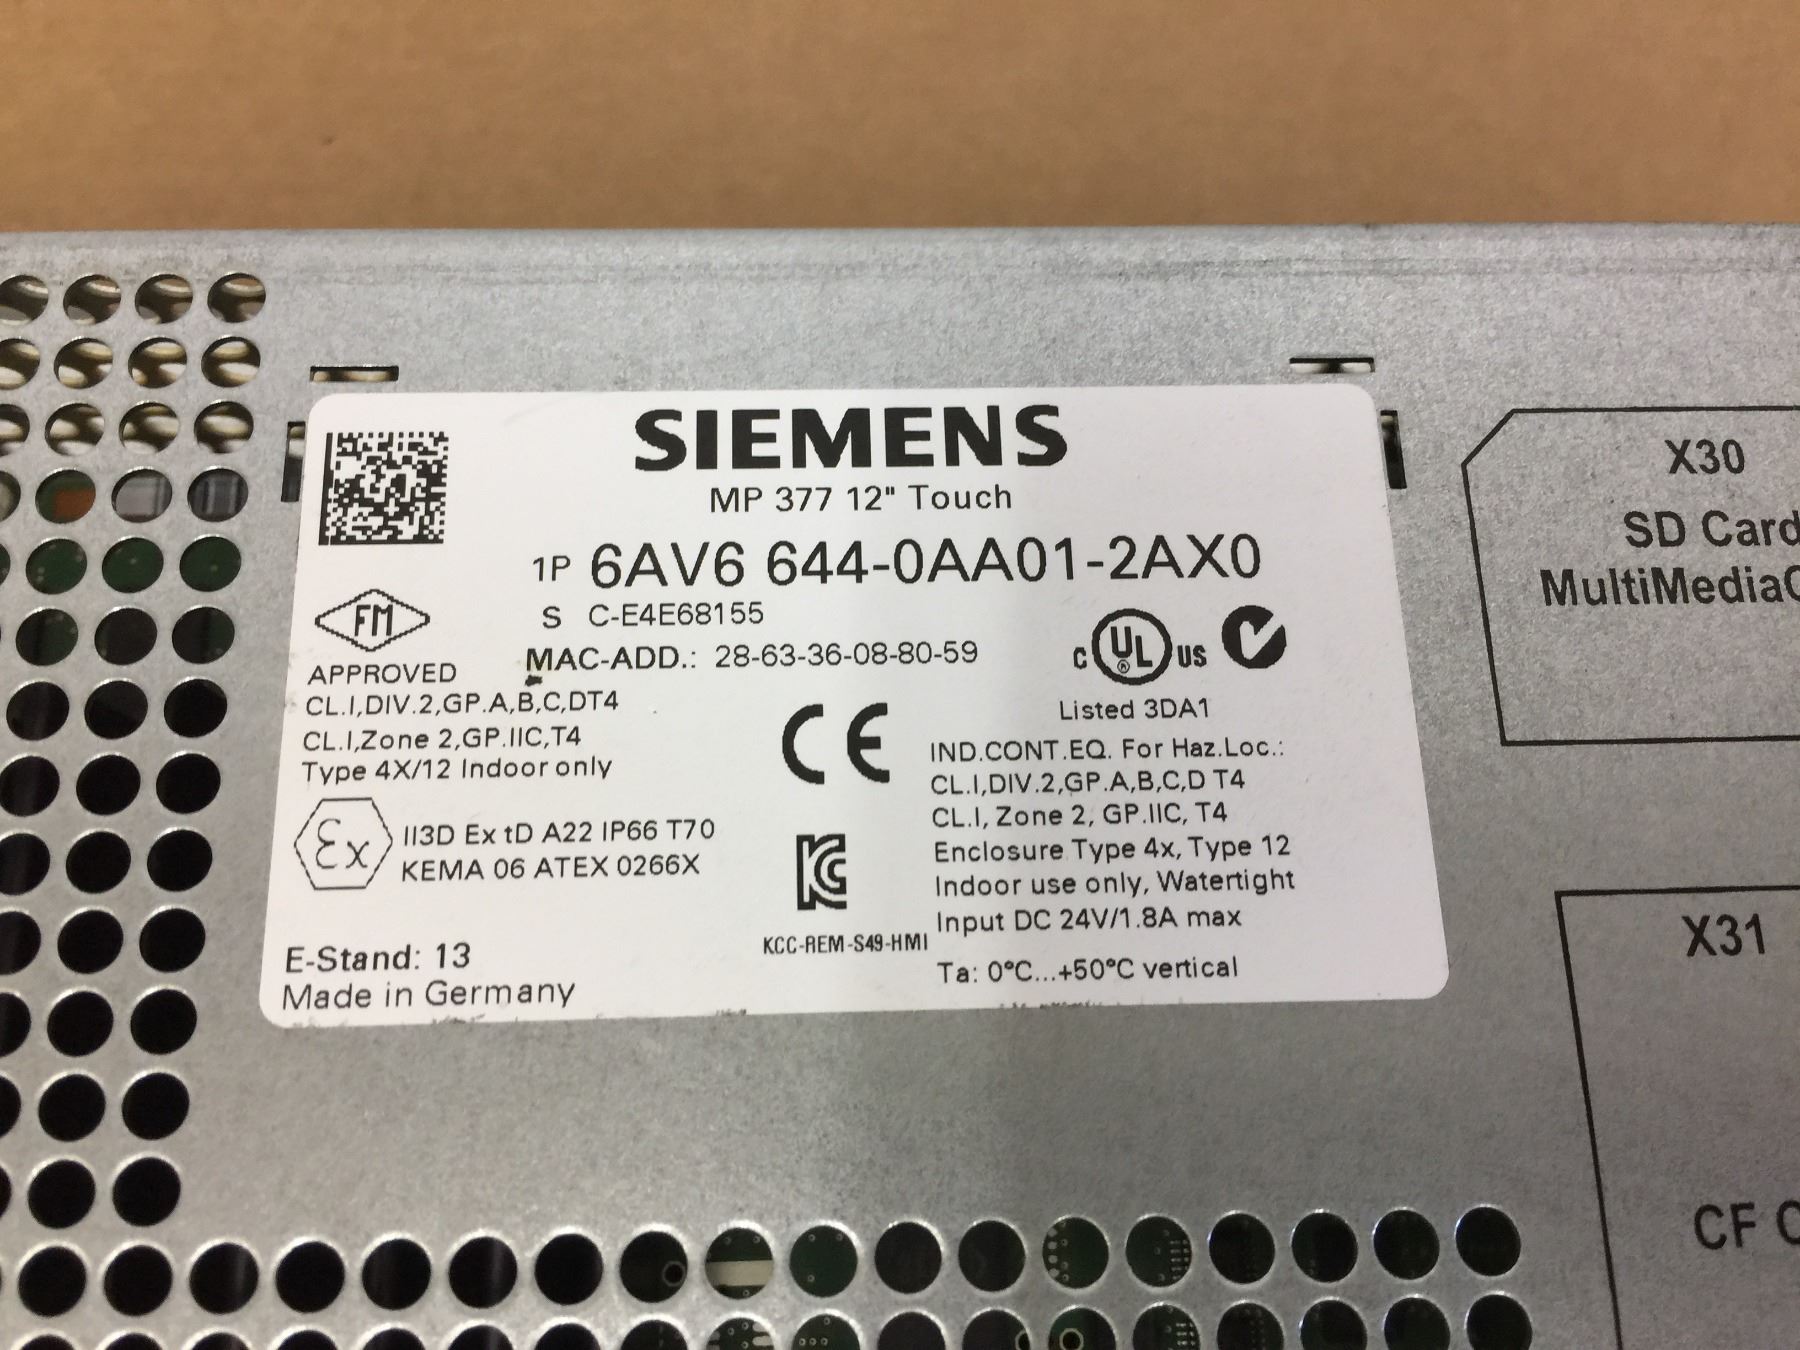 SIEMENS
MP 377 12" Touch
1P 6AV6 644-0AA01-2AX0
S C-E4E68155
MAC-ADD.: 28-63-36-08-80-59
FM
APPROVED
CL.I,DIV.2,GP.A,B,C,DT4
CL.I,Zone 2,GP.IIC,T4
Type 4X/12 Indoor only
Ex II3D Ex tD A22 IP66 T70
KEMA 06 ATEX 0266X
E-Stand: 13
Made in Germany
CE
KC
KCC-REM-S49-HMI
C UL ® US
Listed 3DA1
IND.CONT.EQ. For Haz.Loc.:
CL.I,DIV.2,GP.A,B,C,D T4
CL.I, Zone 2, GP.IIC, T4
Enclosure Type 4x, Type 12
Indoor use only, Watertight
Input DC 24V/1.8A max
Ta: 0°C...+50°C vertical
X30
SD Card
MultiMediaC
X31
CF C